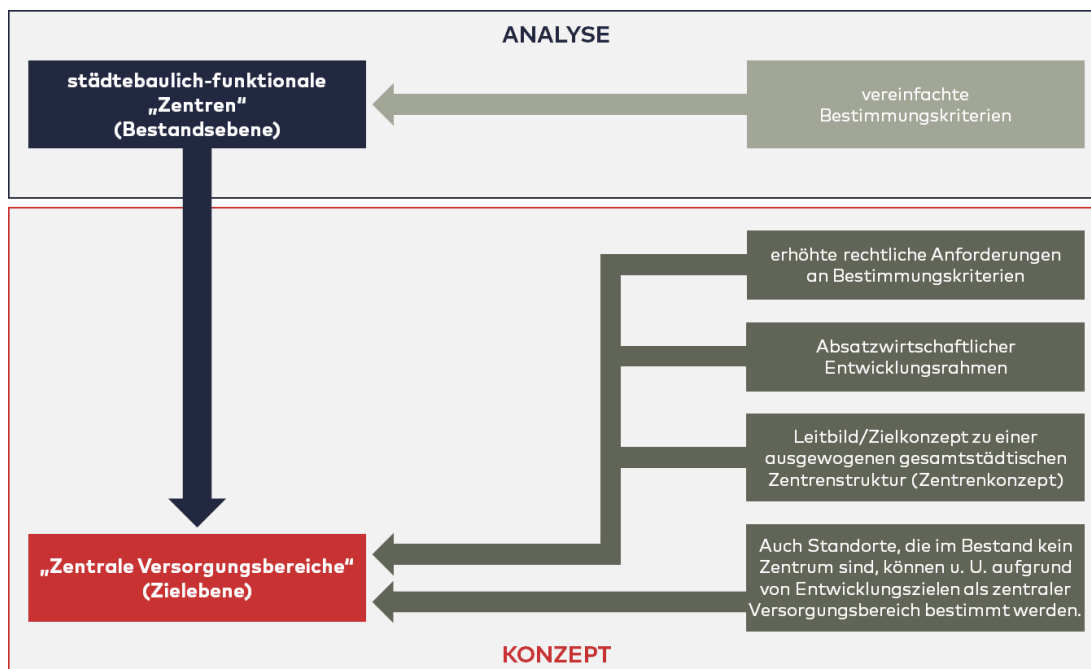 ANALYSE
städtebaulich-funktionale
„Zentren“
(Bestandsebene)
vereinfachte
Bestimmungskriterien
erhöhte rechtliche Anforderungen
an Bestimmungskriterien
Absatzwirtschaftlicher
Entwicklungsrahmen
Leitbild/Zielkonzept zu einer
ausgewogenen gesamtstädtischen
Zentrenstruktur (Zentrenkonzept)
„Zentrale Versorgungsbereiche“
(Zielebene)
Auch Standorte, die im Bestand kein
Zentrum sind, können u. U. aufgrund
von Entwicklungszielen als zentraler
Versorgungsbereich bestimmt werden.
KONZEPT